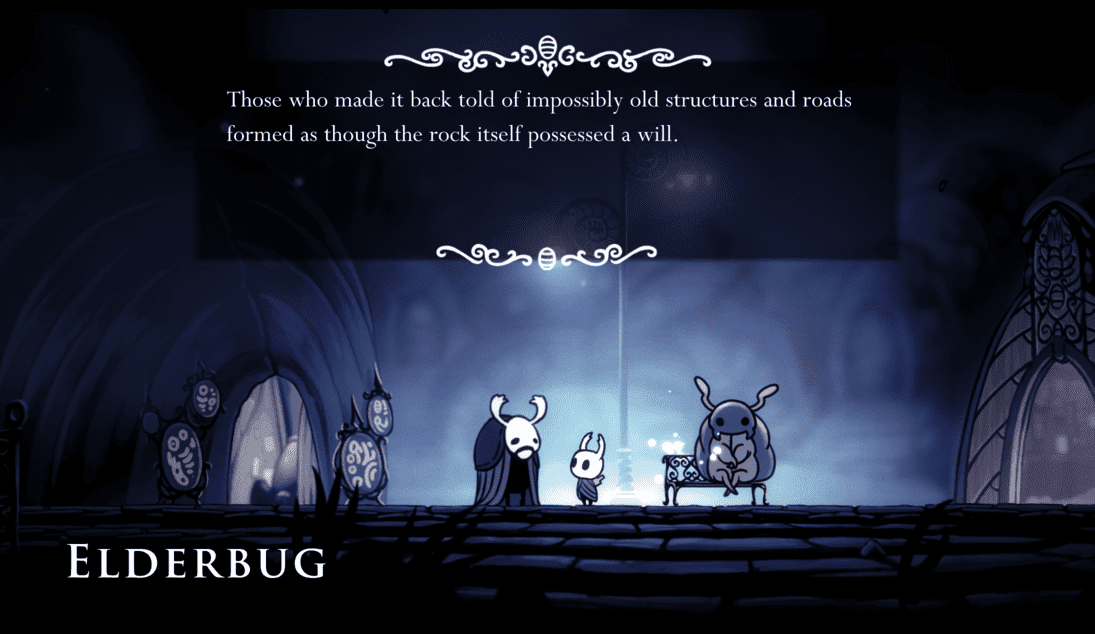 Those who made it back told of impossibly old structures and roads
formed as though the rock itself possessed a will.
ELDERBUG